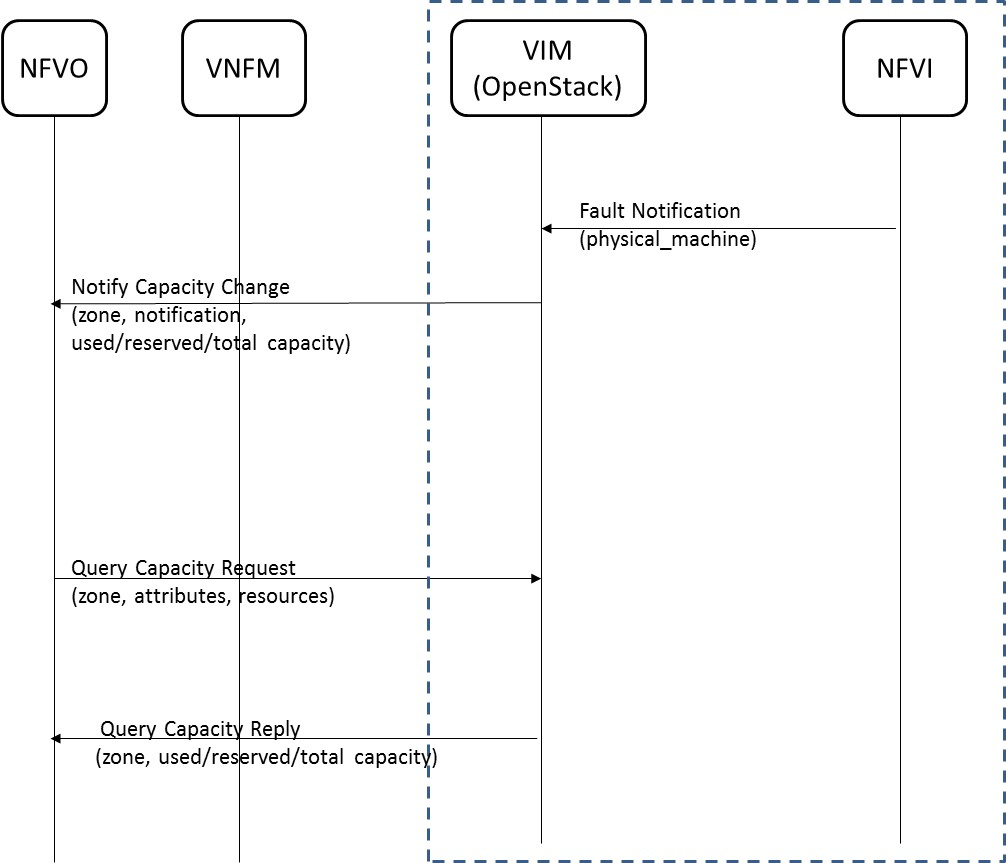 NFVO
VNFM
VIM
(OpenStack)
NFVI
Fault Notification
(physical_machine)
Notify Capacity Change
(zone, notification,
used/reserved/total capacity)
Query Capacity Request
(zone, attributes, resources)
Query Capacity Reply
(zone, used/reserved/total capacity)